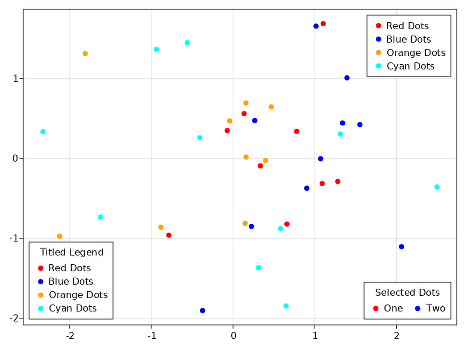 Red Dots
Blue Dots
Orange Dots
Cyan Dots
1
0
-1
-2
Titled Legend
Red Dots
Blue Dots
Orange Dots
Cyan Dots
Selected Dots
One Two
-2 -1 0 1 2